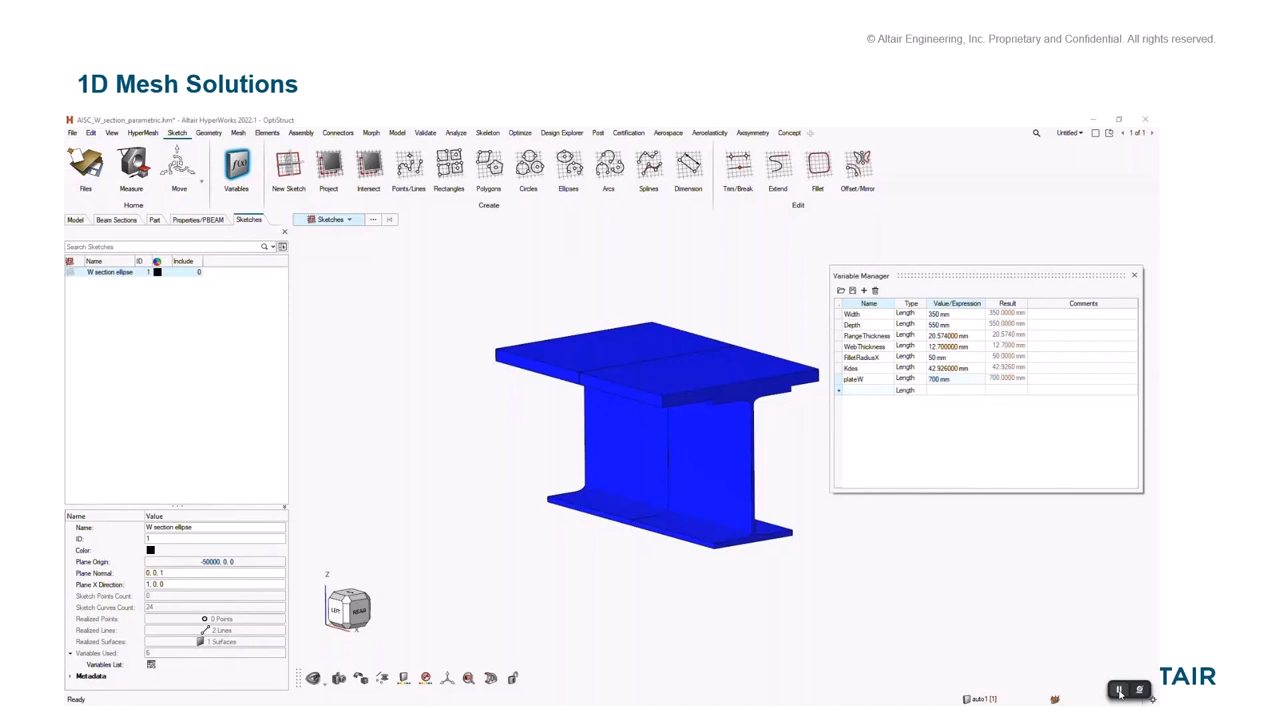 © Altair Engineering, Inc. Proprietary and Confidential. All rights reserved.
1D Mesh Solutions
AISC_W_section_parametric.hm* - Altair HyperWorks 2022.1 - OptiStruct
File Edit View HyperMesh Sketch Geometry Mesh Elements Assembly Connectors Morph Model Validate Analyze Skeleton Optimize Design Explorer Post Certification Aerospace Aeroelasticity Axisymmetry Concept Untitled 1 of 1
Files Measure Move Variables New Sketch Project Intersect Points/Lines Rectangles Polygons Circles Ellipses Arcs Splines Dimension Trim/Break Extend Fillet Offset/Mirror
Home Create Edit
Model Beam Sections Part Properties/PBEAM Sketches Sketches
Search Sketches
Name ID Include
W section ellipse 1 0
Variable Manager
Name Type Value/Expression Result Comments
Width Length 350 mm 350.0000 mm
Depth Length 550 mm 550.0000 mm
FlangeThickness Length 20.574000 mm 20.5740 mm
WebThickness Length 12.700000 mm 12.7000 mm
FilletRadiusX Length 50 mm 50.0000 mm
Kdes Length 42.926000 mm 42.9260 mm
plateW Length 700 mm 700.0000 mm
Length
Name Value
Name: W section ellipse
ID: 1
Color:
Plane Origin: -50000, 0, 0
Plane Normal: 0, 0, 1
Plane X Direction: 1, 0, 0
Sketch Points Count: 0
Sketch Curves Count: 24
Realized Points: 0 Points
Realized Lines: 2 Lines
Realized Surfaces: 1 Surfaces
Variables Used: 6
Variables List:
Metadata
Z
LEFT REAR
X
Ready
auto1 [1]
TAIR